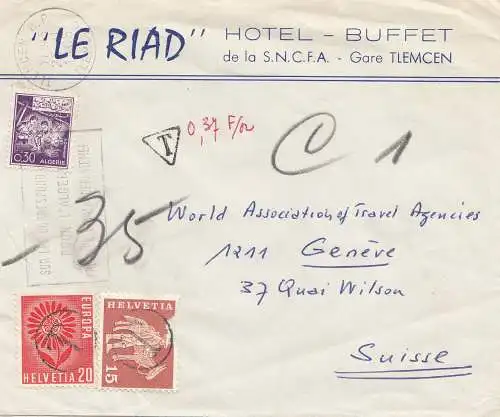 "LE RIAD" HOTEL - BUFFET
de la S.N.C.F.A. - Gare TLEMCEN
0.30 ALGERIE
T
0,37 F/or
C 1
-35
World Association of Travel Agencies
1211 Genève
37 Quai Wilson
Suisse
EUROPA
HELVETIA 20
HELVETIA
15